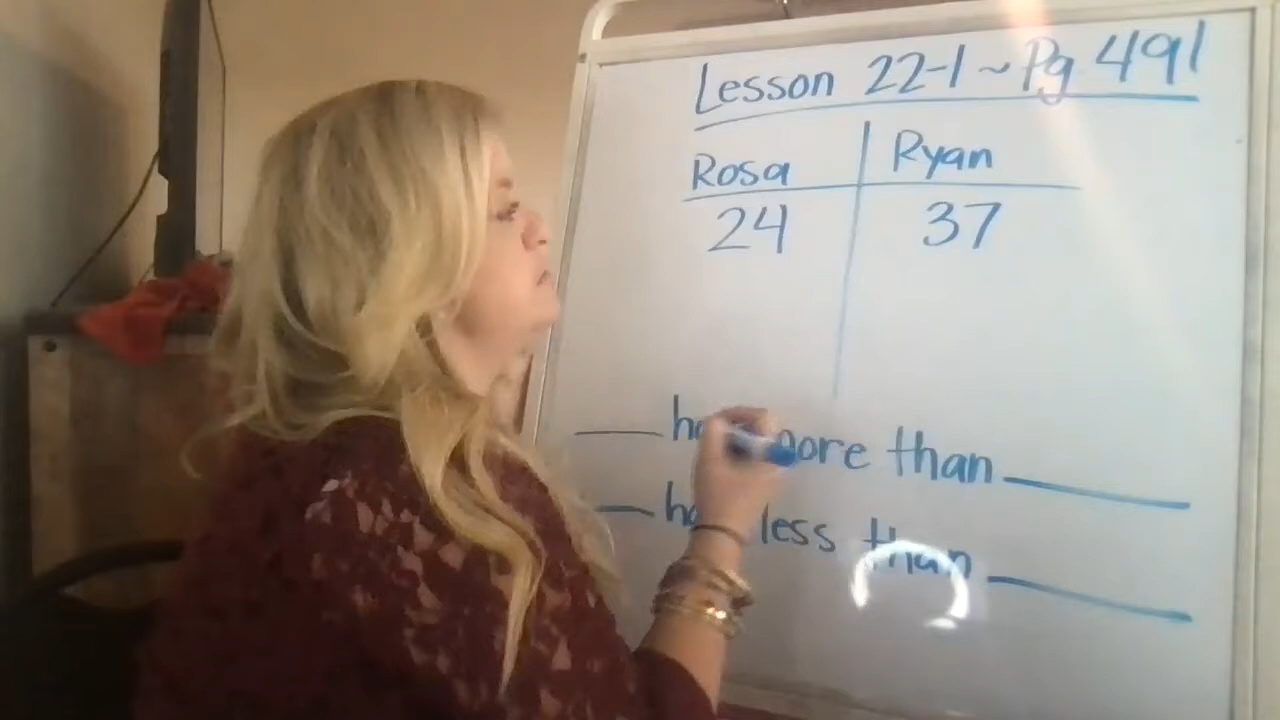 Lesson 22-1 ~ Pg 491
Rosa Ryan
24 37
more than
less than